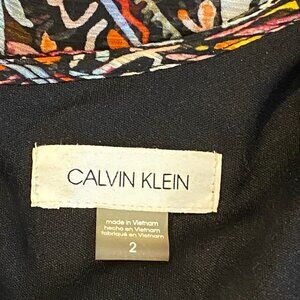 CALVIN KLEIN
made in Vietnam
hecho en Vietnam
fabriqué en Vietnam
2